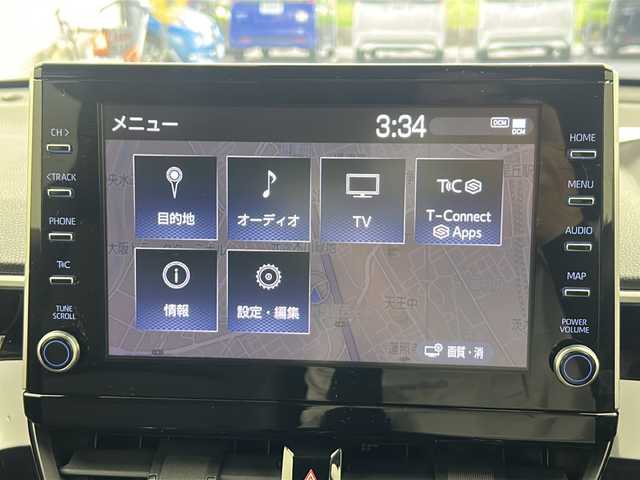 メニュー
3:34
DCM
DCM
CH >
< TRACK
PHONE
T&C
TUNE
SCROLL
HOME
MENU
AUDIO
MAP
POWER
VOLUME
目的地
オーディオ
TV
T&C
T-Connect
Apps
情報
設定・編集
天王中
画質・消